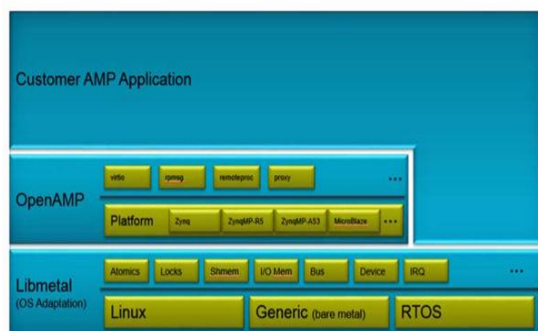 Customer AMP Application
virtio rpmsg remoteproc proxy ...
OpenAMP
Platform Zynq ZynqMP-R5 ZynqMP-A53 MicroBlaze ...
Atomics Locks Shmem I/O Mem Bus Device IRQ ...
Libmetal
(OS Adaptation)
Linux Generic (bare metal) RTOS